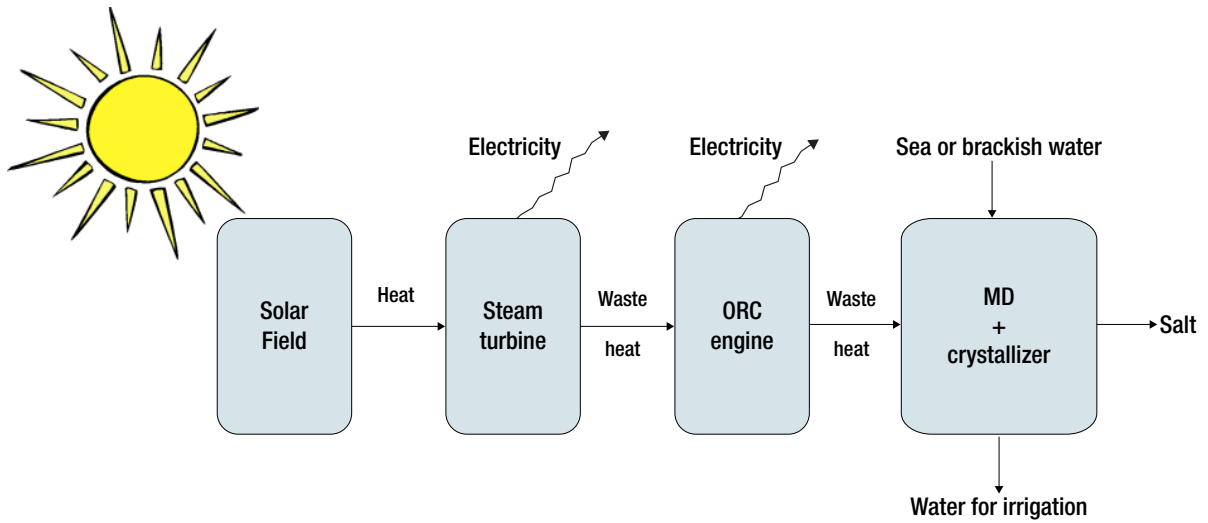 Electricity
Electricity
Sea or brackish water
Solar
Field
Heat
Steam
turbine
Waste
heat
ORC
engine
Waste
heat
MD
+
crystallizer
Salt
Water for irrigation